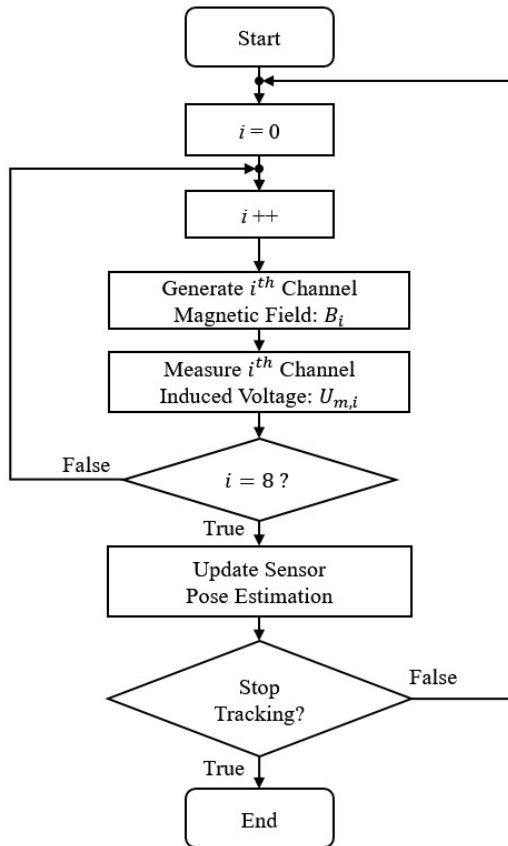 Start
i = 0
i ++
Generate i^{th} Channel
Magnetic Field: B_i
Measure i^{th} Channel
Induced Voltage: U_{m,i}
False
i = 8 ?
True
Update Sensor
Pose Estimation
False
Stop
Tracking?
True
End